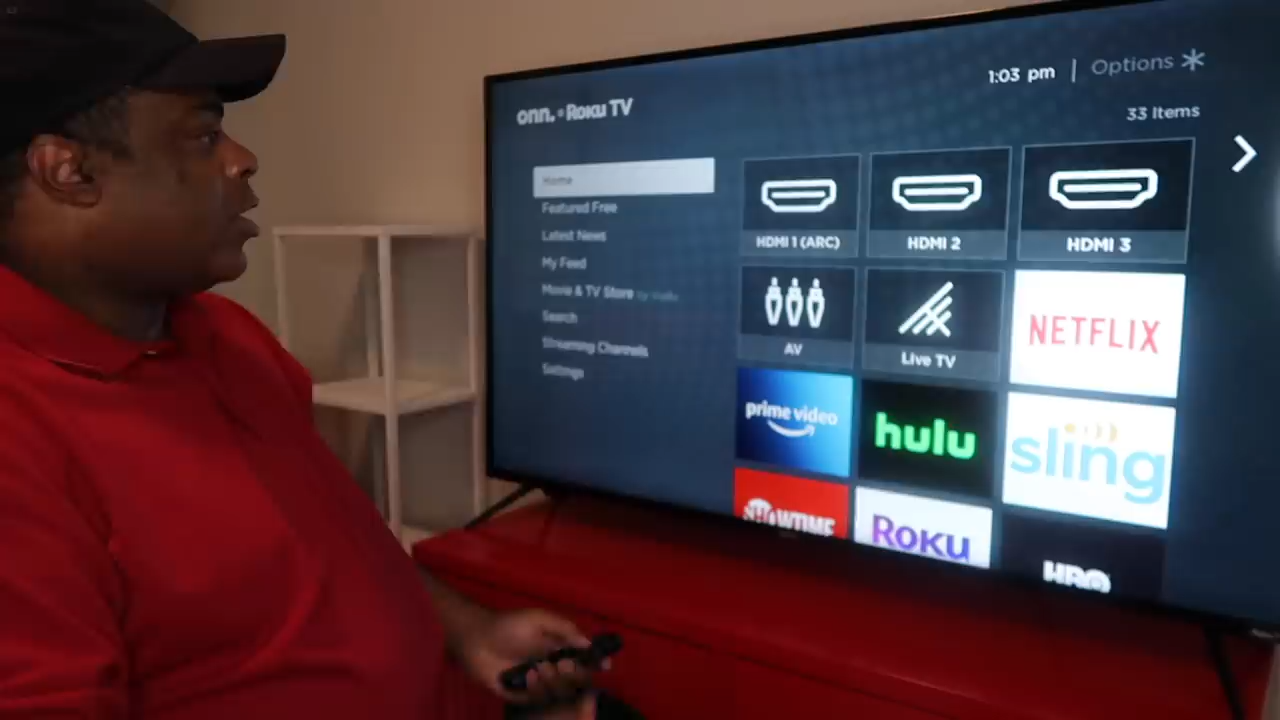 onn. • Roku TV
1:03 pm | Options
33 Items
Home
Featured Free
Latest News
My Feed
Movie & TV Store
Search
Streaming Channels
Settings
HDMI 1 (ARC)
HDMI 2
HDMI 3
AV
Live TV
NETFLIX
prime video
hulu
sling
SHOWTIME
Roku
HBO